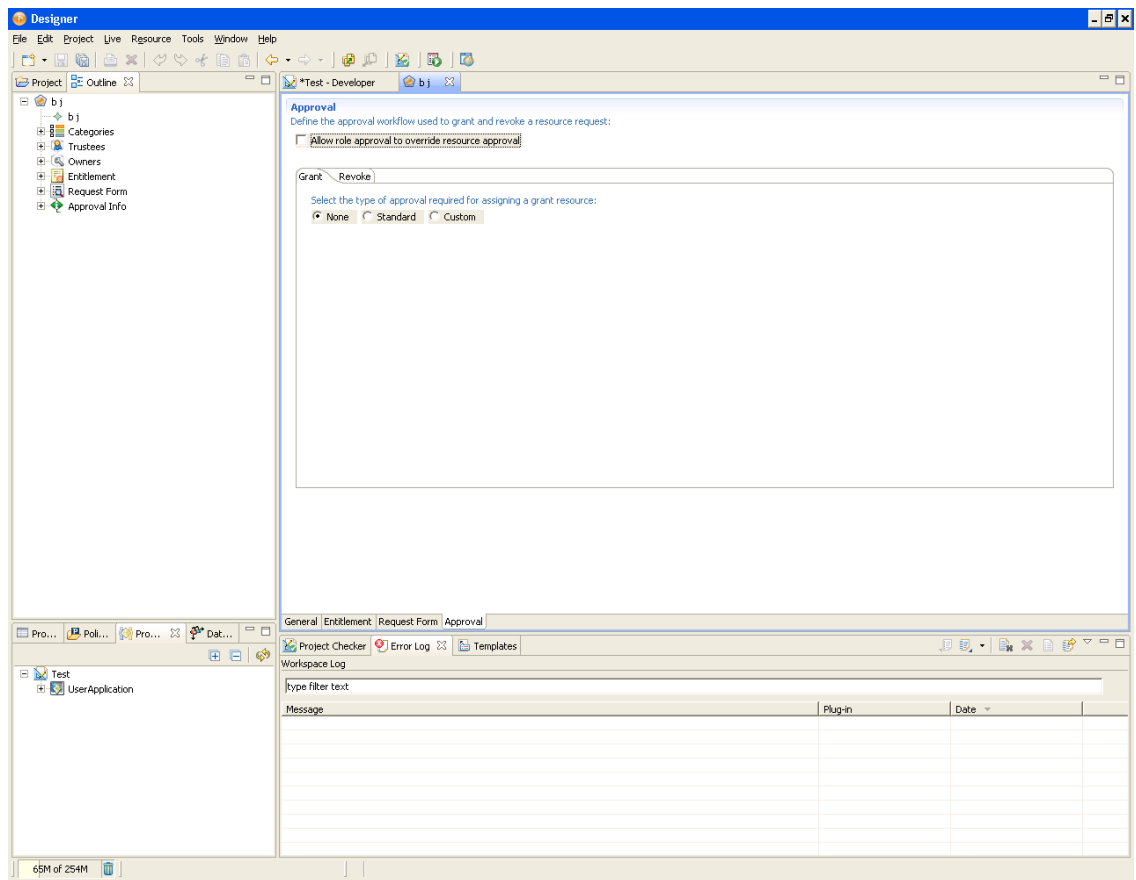 Designer
File Edit Project Live Resource Tools Window Help
Project Outline
*Test - Developer b j
b j
b j
Categories
Trustees
Owners
Entitlement
Request Form
Approval Info
Approval
Define the approval workflow used to grant and revoke a resource request:
Allow role approval to override resource approval
Grant Revoke
Select the type of approval required for assigning a grant resource:
None Standard Custom
General Entitlement Request Form Approval
Pro... Poli... Pro... Dat...
Test
UserApplication
Project Checker Error Log Templates
Workspace Log
type filter text
Message Plug-in Date
65M of 254M